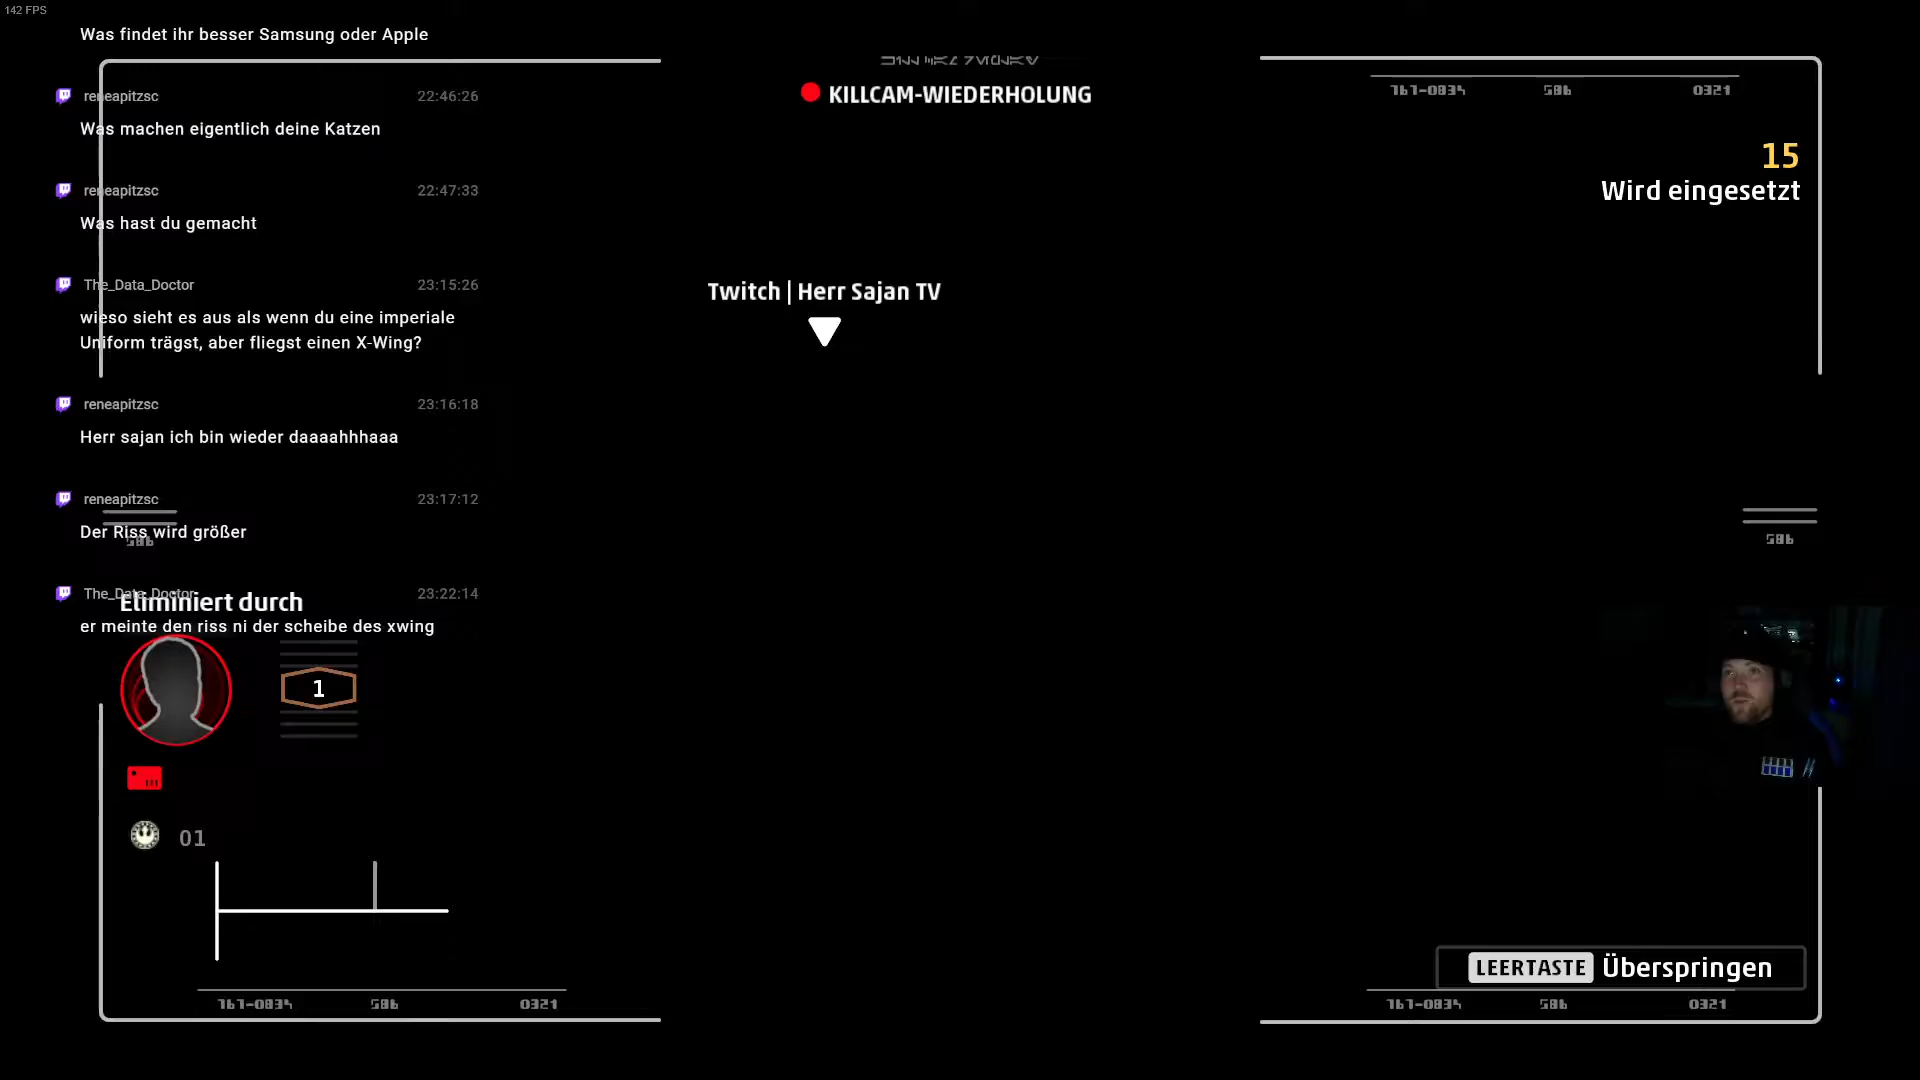 142 FPS
Was findet ihr besser Samsung oder Apple
reneapitzsc 22:46:26
Was machen eigentlich deine Katzen
reneapitzsc 22:47:33
Was hast du gemacht
The_Data_Doctor 23:15:26
wieso sieht es aus als wenn du eine imperiale
Uniform trägst, aber fliegst einen X-Wing?
reneapitzsc 23:16:18
Herr sajan ich bin wieder daaaahhhaaa
reneapitzsc 23:17:12
Der Riss wird größer
The_Data_Doctor 23:22:14
er meinte den riss ni der scheibe des xwing
Eliminiert durch
1
01
KILLCAM-WIEDERHOLUNG
Twitch | Herr Sajan TV
15
Wird eingesetzt
LEERTASTE Überspringen